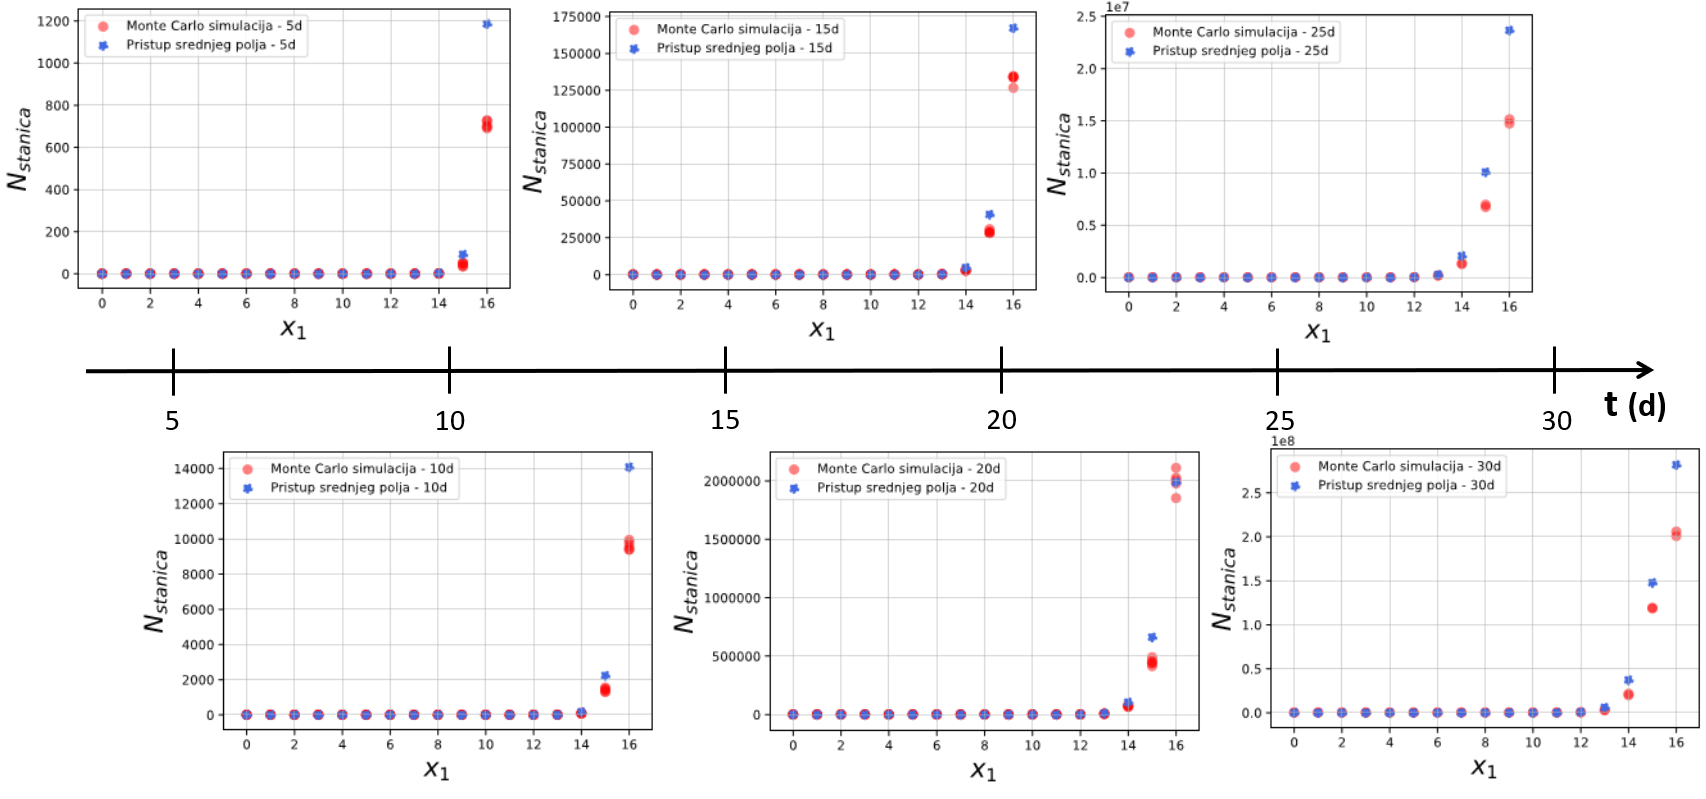 Monte Carlo simulacija - 5d
Pristup srednjeg polja - 5d
1200
1000
800
600
400
200
0
N_stanica
0 2 4 6 8 10 12 14 16
x_1
Monte Carlo simulacija - 15d
Pristup srednjeg polja - 15d
175000
150000
125000
100000
75000
50000
25000
0
N_stanica
0 2 4 6 8 10 12 14 16
x_1
1e7
Monte Carlo simulacija - 25d
Pristup srednjeg polja - 25d
2.5
2.0
1.5
1.0
0.5
0.0
N_stanica
0 2 4 6 8 10 12 14 16
x_1
5 10 15 20 25 30
t (d)
Monte Carlo simulacija - 10d
Pristup srednjeg polja - 10d
14000
12000
10000
8000
6000
4000
2000
0
N_stanica
0 2 4 6 8 10 12 14 16
x_1
Monte Carlo simulacija - 20d
Pristup srednjeg polja - 20d
2000000
1500000
1000000
500000
0
N_stanica
0 2 4 6 8 10 12 14 16
x_1
1e8
Monte Carlo simulacija - 30d
Pristup srednjeg polja - 30d
2.5
2.0
1.5
1.0
0.5
0.0
N_stanica
0 2 4 6 8 10 12 14 16
x_1